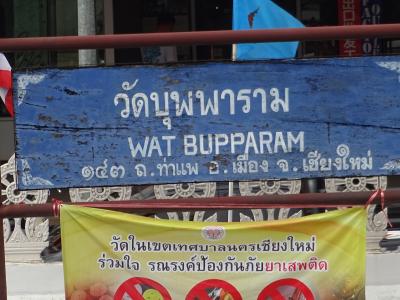 วัดบุพพาราม
WAT BUPPARAM
๑๔๓ ถ.ท่าแพ อ.เมือง จ.เชียงใหม่
วัดในเขตเทศบาลนครเชียงใหม่
ร่วมใจ รณรงค์ป้องกันภัยยาเสพติด